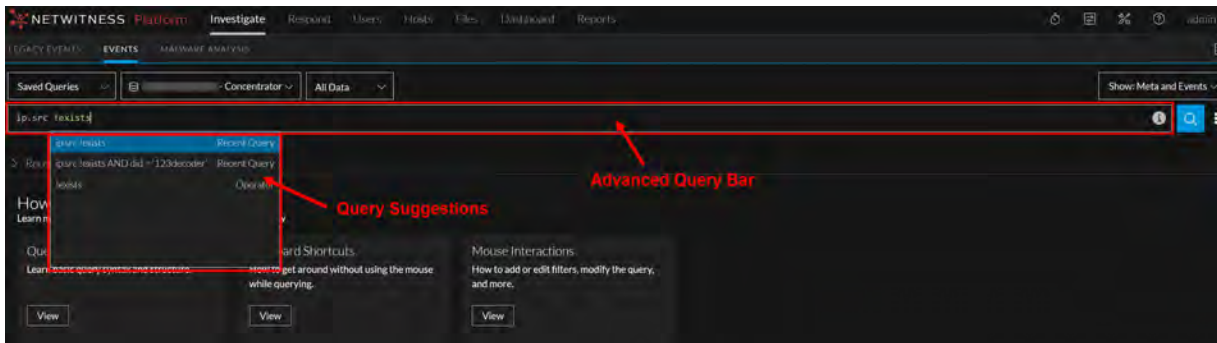 NETWITNESS Platform Investigate Respond Users Hosts Files Dashboard Reports admin
LEGACY EVENTS EVENTS MALWARE ANALYSIS
Saved Queries - Concentrator All Data Show: Meta and Events
ip.src !exists
ip.src !exists Recent Query
ip.src !exists AND did = '123decoder' Recent Query
!exists Operator
Advanced Query Bar
Query Suggestions
How
Learn
Que
Learn basic query syntax and structure.
View
ard Shortcuts
How to get around without using the mouse
while querying.
View
Mouse Interactions
How to add or edit filters, modify the query,
and more.
View